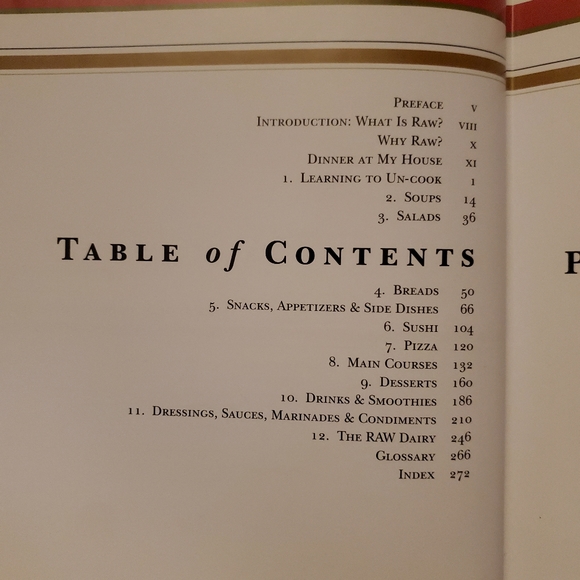 Preface v
Introduction: What Is Raw? viii
Why Raw? x
Dinner at My House xi
1. Learning to Un-cook 1
2. Soups 14
3. Salads 36
Table of Contents
4. Breads 50
5. Snacks, Appetizers & Side Dishes 66
6. Sushi 104
7. Pizza 120
8. Main Courses 132
9. Desserts 160
10. Drinks & Smoothies 186
11. Dressings, Sauces, Marinades & Condiments 210
12. The RAW Dairy 246
Glossary 266
Index 272
P